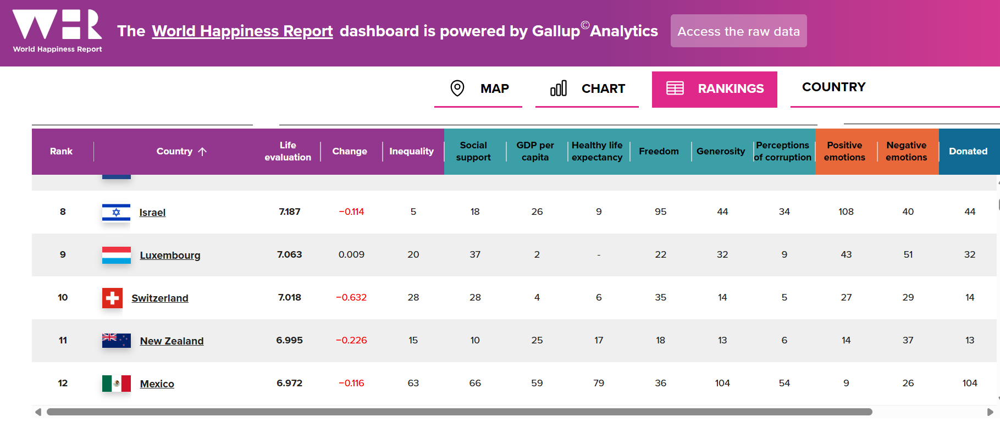 WHR
World Happiness Report
The World Happiness Report dashboard is powered by Gallup©Analytics
Access the raw data
MAP
CHART
RANKINGS
COUNTRY
Rank Country ↑ Life evaluation Change Inequality Social support GDP per capita Healthy life expectancy Freedom Generosity Perceptions of corruption Positive emotions Negative emotions Donated
8 Israel 7.187 −0.114 5 18 26 9 95 44 34 108 40 44
9 Luxembourg 7.063 0.009 20 37 2 - 22 32 9 43 51 32
10 Switzerland 7.018 −0.632 28 28 4 6 35 14 5 27 29 14
11 New Zealand 6.995 −0.226 15 10 25 17 18 13 6 14 37 13
12 Mexico 6.972 −0.116 63 66 59 79 36 104 54 9 26 104